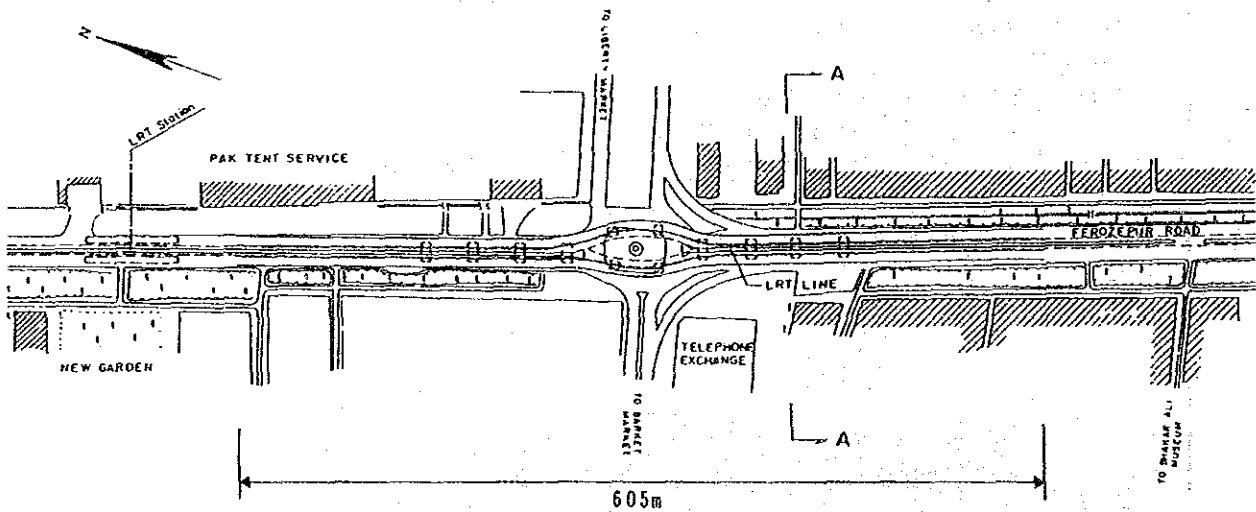 N
TO LIBERTY MARKET
A
LRT Station
PAK TENT SERVICE
FEROZEPUR ROAD
LRT LINE
TELEPHONE
EXCHANGE
NEW GARDEN
TO BARKET
MARKET
A
TO SHAKAR ALI
MUSEUM
605m